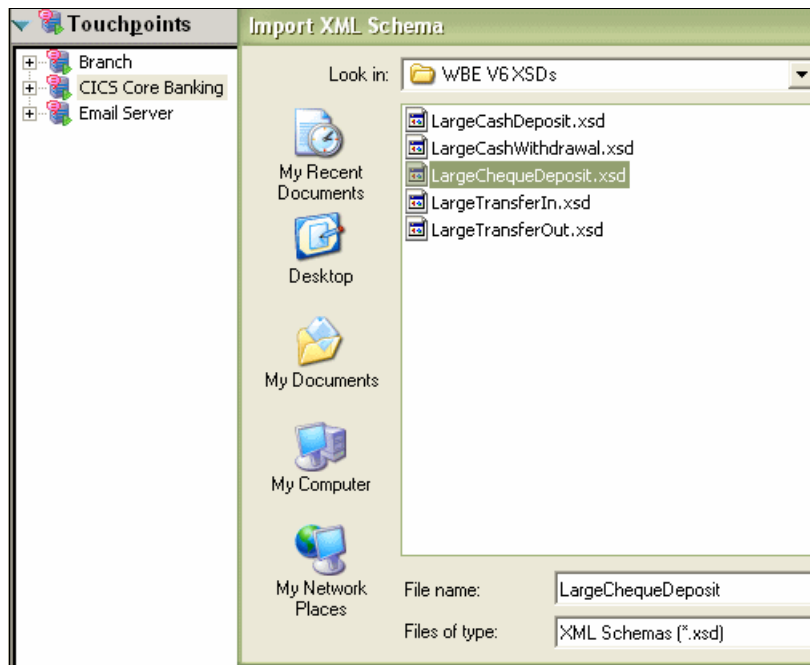 Touchpoints
Branch
CICS Core Banking
Email Server
Import XML Schema
Look in:
WBE V6 XSDs
My Recent
Documents
Desktop
My Documents
My Computer
My Network
Places
LargeCashDeposit.xsd
LargeCashWithdrawal.xsd
LargeChequeDeposit.xsd
LargeTransferIn.xsd
LargeTransferOut.xsd
File name:
LargeChequeDeposit
Files of type:
XML Schemas (*.xsd)